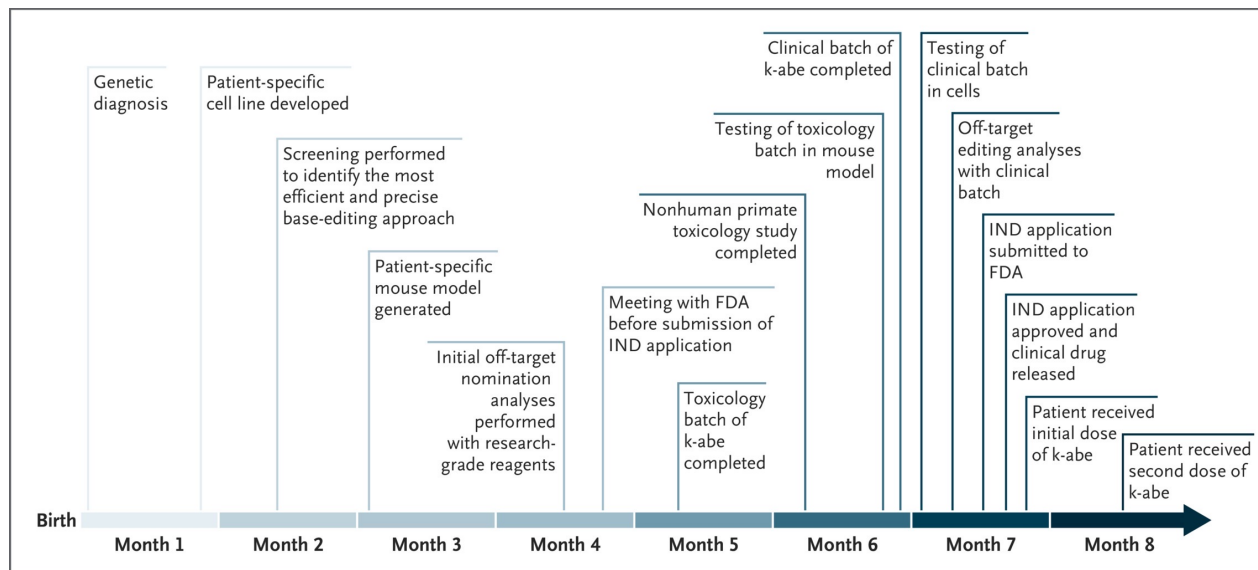 Genetic
diagnosis
Patient-specific
cell line developed
Screening performed
to identify the most
efficient and precise
base-editing approach
Patient-specific
mouse model
generated
Initial off-target
nomination
analyses
performed
with research-
grade reagents
Meeting with FDA
before submission of
IND application
Toxicology
batch of
k-abe
completed
Nonhuman primate
toxicology study
completed
Testing of toxicology
batch in mouse
model
Clinical batch of
k-abe completed
Testing of
clinical batch
in cells
Off-target
editing analyses
with clinical
batch
IND application
submitted to
FDA
IND application
approved and
clinical drug
released
Patient received
initial dose
of k-abe
Patient received
second dose of
k-abe
Birth
Month 1
Month 2
Month 3
Month 4
Month 5
Month 6
Month 7
Month 8